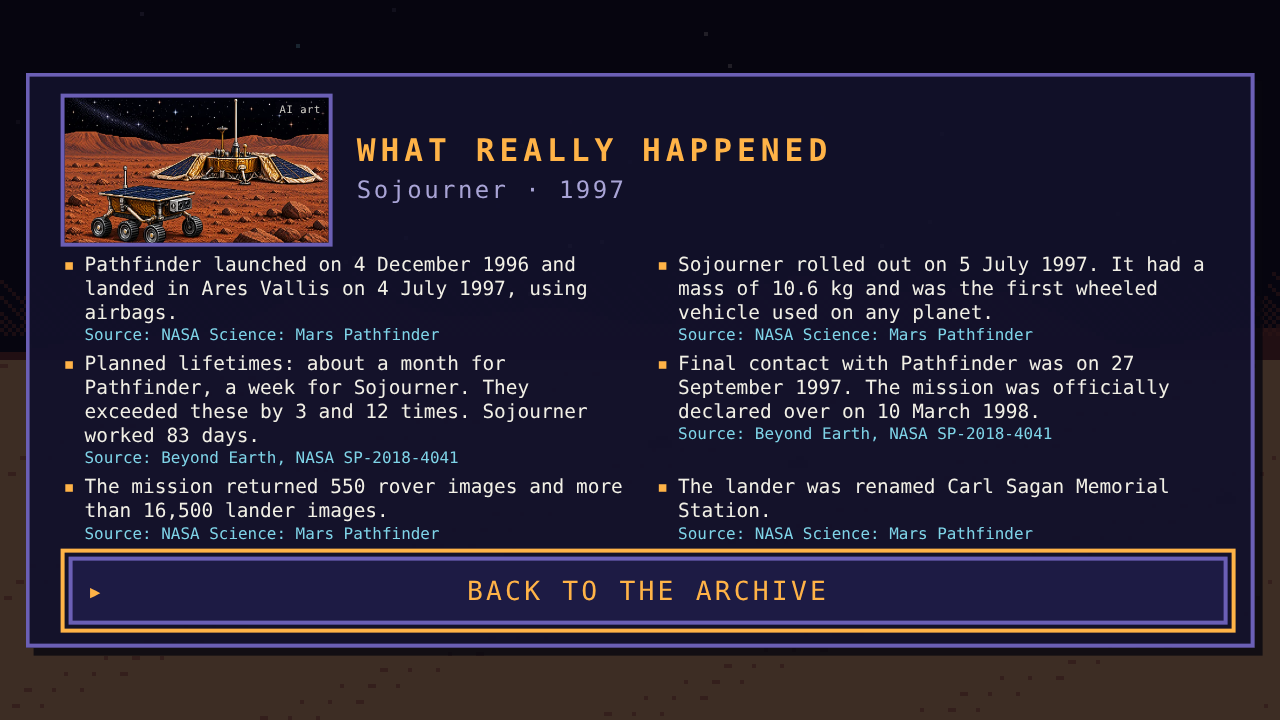 AI art
WHAT REALLY HAPPENED
Sojourner · 1997
▪ Pathfinder launched on 4 December 1996 and
landed in Ares Vallis on 4 July 1997, using
airbags.
Source: NASA Science: Mars Pathfinder
▪ Sojourner rolled out on 5 July 1997. It had a
mass of 10.6 kg and was the first wheeled
vehicle used on any planet.
Source: NASA Science: Mars Pathfinder
▪ Planned lifetimes: about a month for
Pathfinder, a week for Sojourner. They
exceeded these by 3 and 12 times. Sojourner
worked 83 days.
Source: Beyond Earth, NASA SP-2018-4041
▪ Final contact with Pathfinder was on 27
September 1997. The mission was officially
declared over on 10 March 1998.
Source: Beyond Earth, NASA SP-2018-4041
▪ The mission returned 550 rover images and more
than 16,500 lander images.
Source: NASA Science: Mars Pathfinder
▪ The lander was renamed Carl Sagan Memorial
Station.
Source: NASA Science: Mars Pathfinder
▸ BACK TO THE ARCHIVE